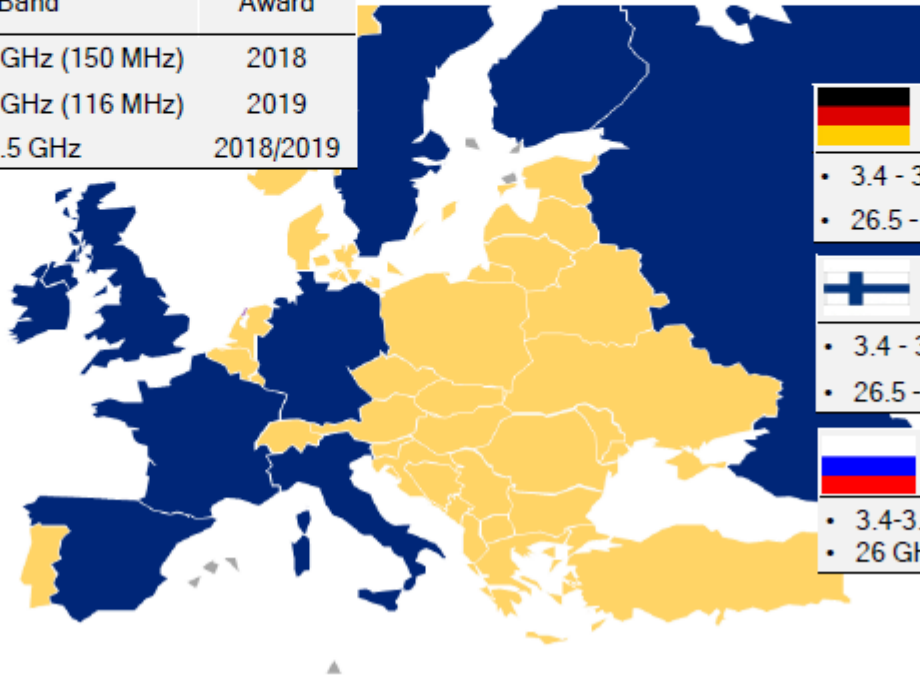 Band Award
GHz (150 MHz) 2018
GHz (116 MHz) 2019
.5 GHz 2018/2019
• 3.4 - 3
• 26.5 -
• 3.4 - 3
• 26.5 -
• 3.4-3.
• 26 GH